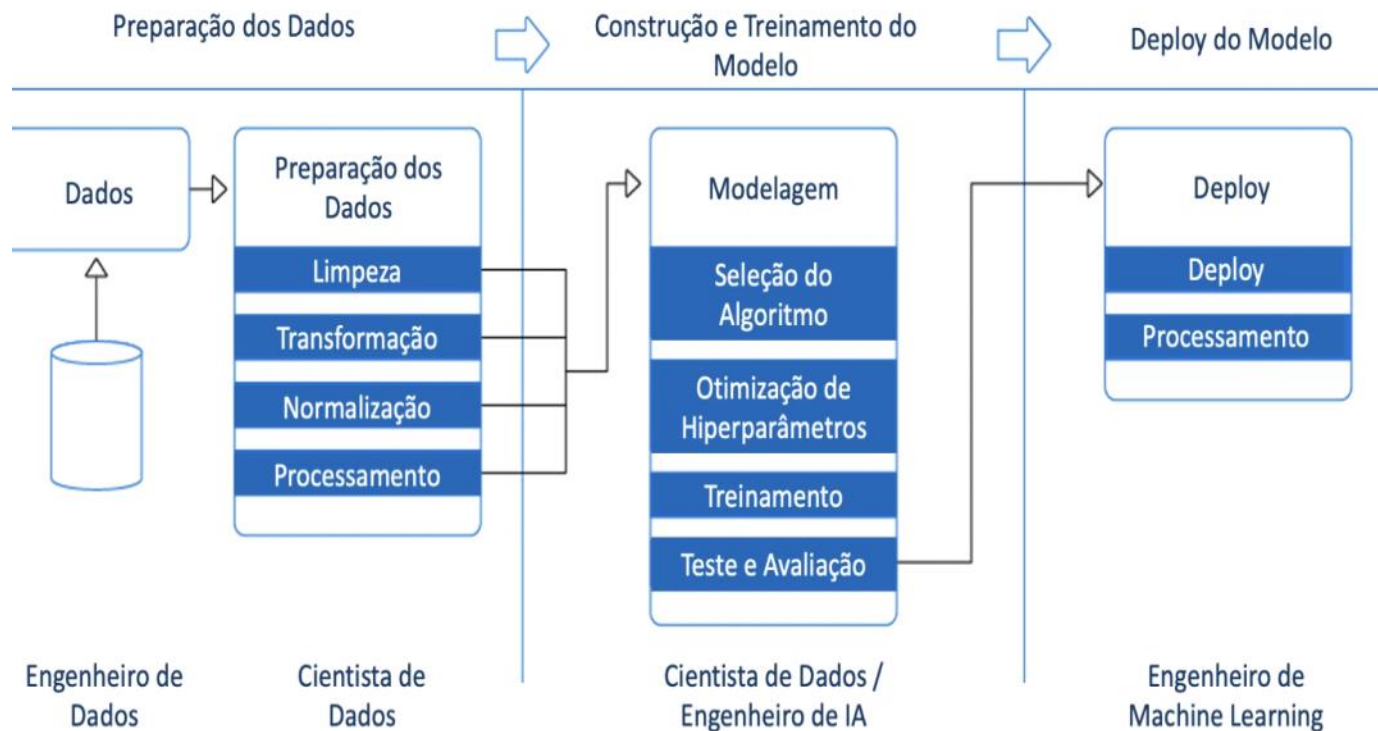 Preparação dos Dados
Construção e Treinamento do
Modelo
Deploy do Modelo
Dados
Preparação dos
Dados
Limpeza
Transformação
Normalização
Processamento
Modelagem
Seleção do
Algoritmo
Otimização de
Hiperparâmetros
Treinamento
Teste e Avaliação
Deploy
Deploy
Processamento
Engenheiro de
Dados
Cientista de
Dados
Cientista de Dados /
Engenheiro de IA
Engenheiro de
Machine Learning